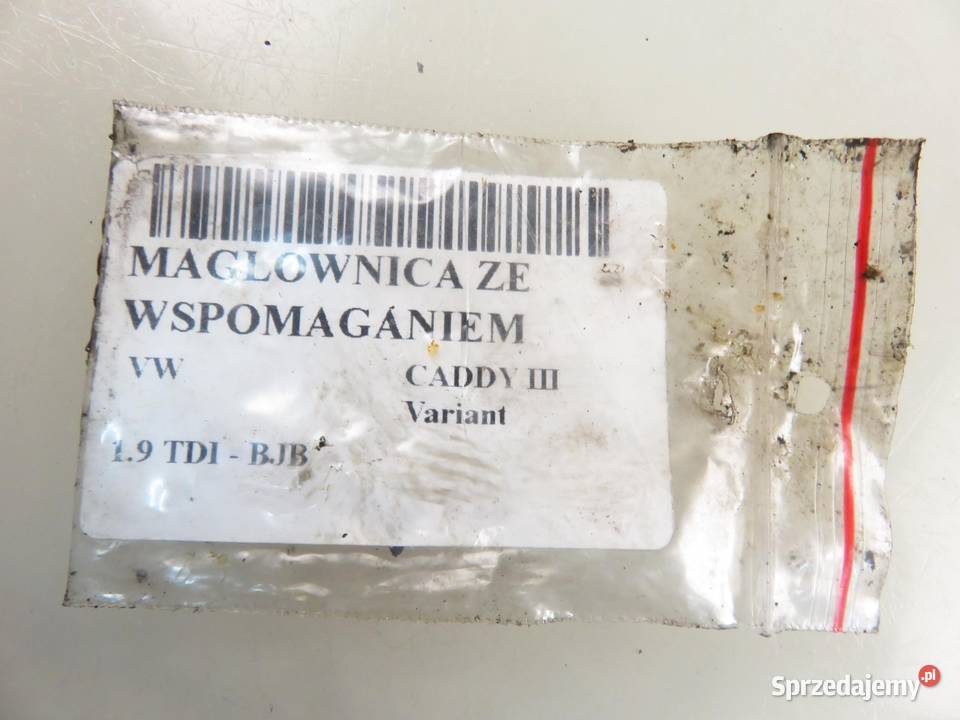 MAGLOWNICA ZE
WSPOMAGANIEM
VW
CADDY III
Variant
1.9 TDI - BJB
Sprzedajemy.pl